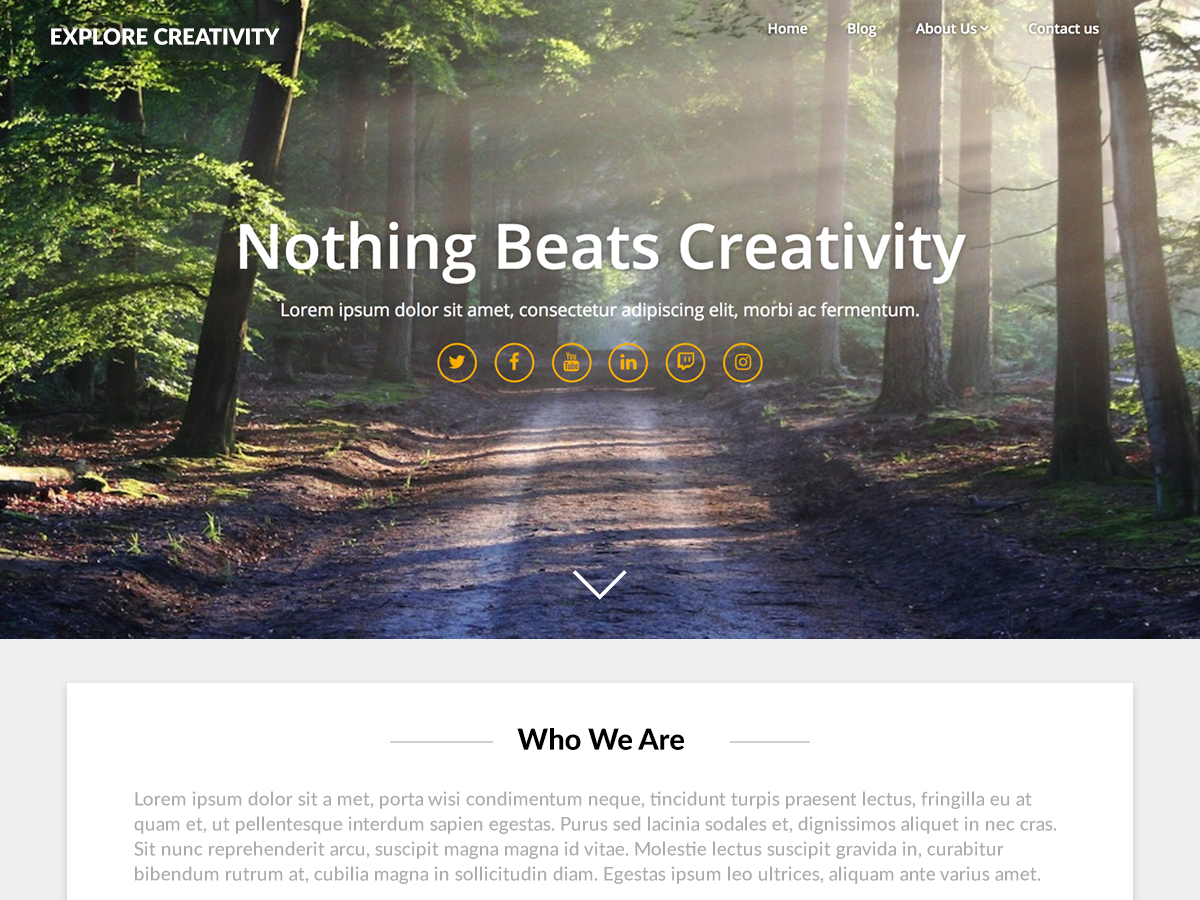 EXPLORE CREATIVITY
Home Blog About Us Contact us
Nothing Beats Creativity
Lorem ipsum dolor sit amet, consectetur adipiscing elit, morbi ac fermentum.
You Tube in
Who We Are
Lorem ipsum dolor sit a met, porta wisi condimentum neque, tincidunt turpis praesent lectus, fringilla eu at
quam et, ut pellentesque interdum sapien egestas. Purus sed lacinia sodales et, dignissimos aliquet in nec cras.
Sit nunc reprehenderit arcu, suscipit magna magna id vitae. Molestie lectus suscipit gravida in, curabitur
bibendum rutrum at, cubilia magna in sollicitudin diam. Egestas ipsum leo ultrices, aliquam ante varius amet.